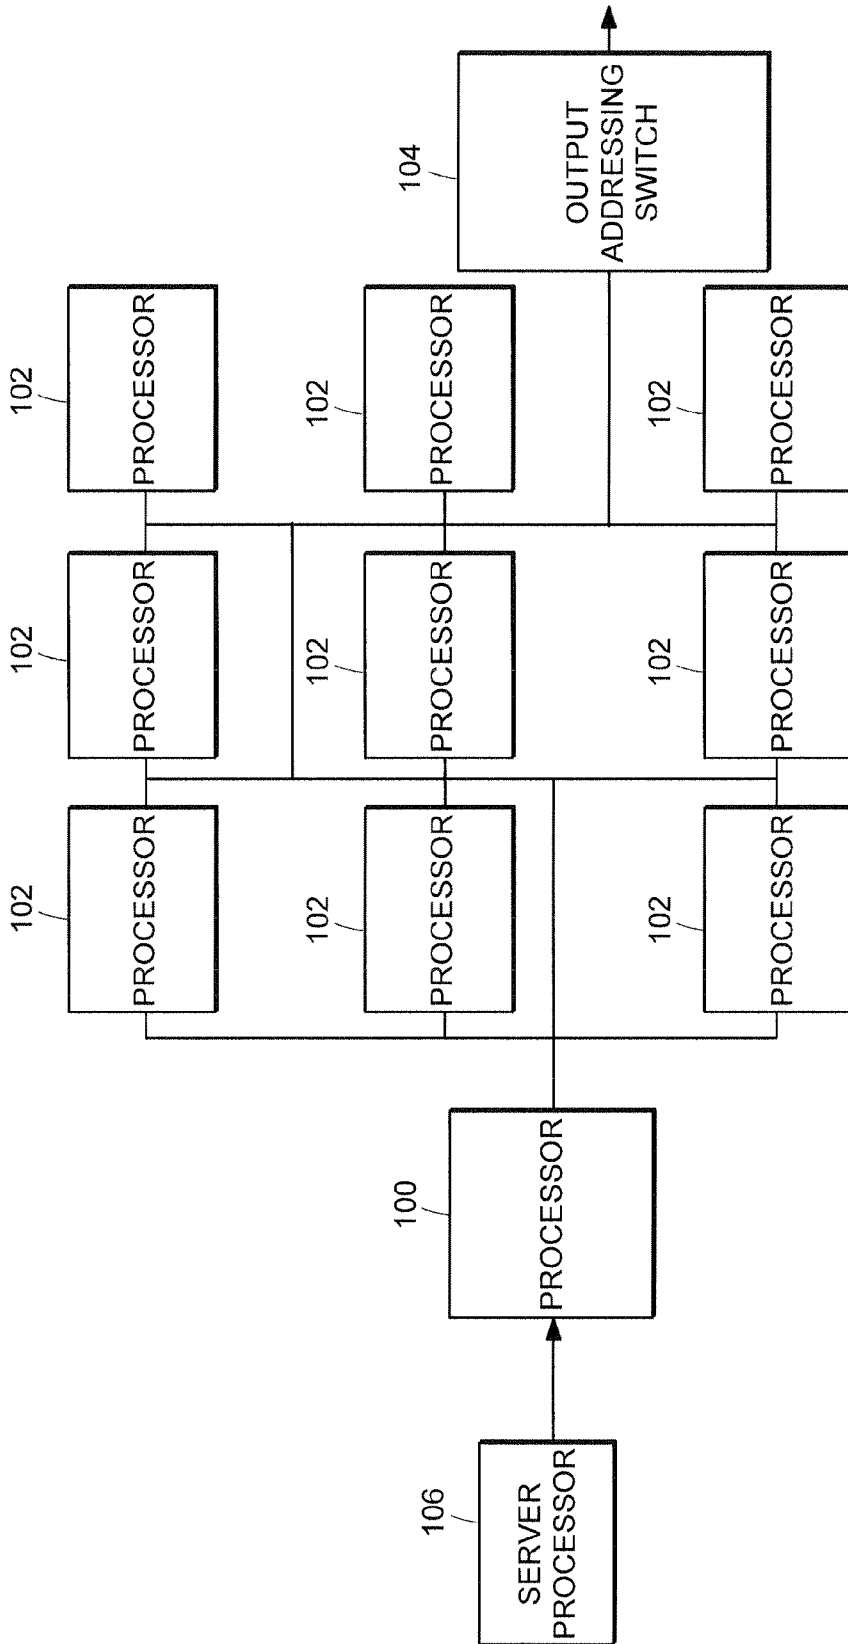 106
SERVER
PROCESSOR
100
PROCESSOR
102
PROCESSOR
102
PROCESSOR
102
PROCESSOR
102
PROCESSOR
102
PROCESSOR
102
PROCESSOR
102
PROCESSOR
102
PROCESSOR
102
PROCESSOR
104
OUTPUT
ADDRESSING
SWITCH